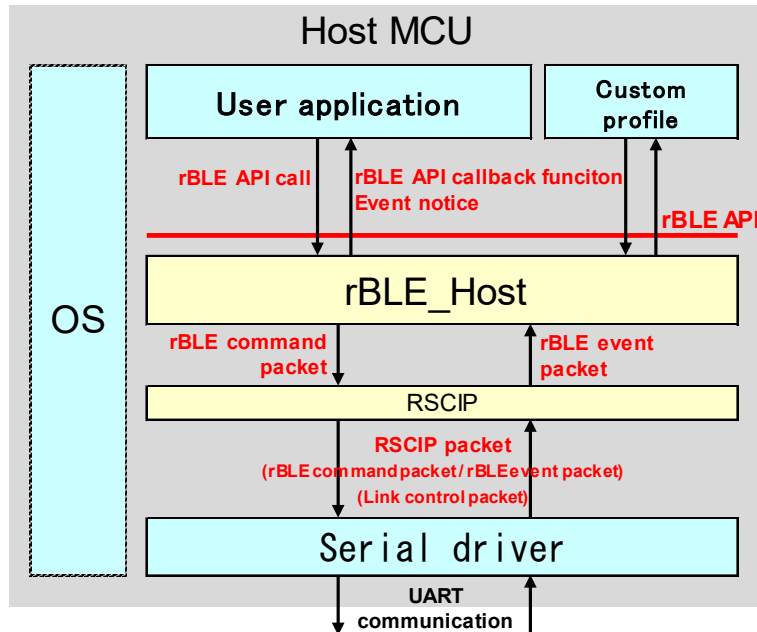 Host MCU
User application
Custom
profile
rBLE API call
rBLE API callback funciton
Event notice
rBLE API
OS
rBLE_Host
rBLE command
packet
rBLE event
packet
RSCIP
RSCIP packet
(rBLE command packet / rBLE event packet)
(Link control packet)
Serial driver
UART
communication